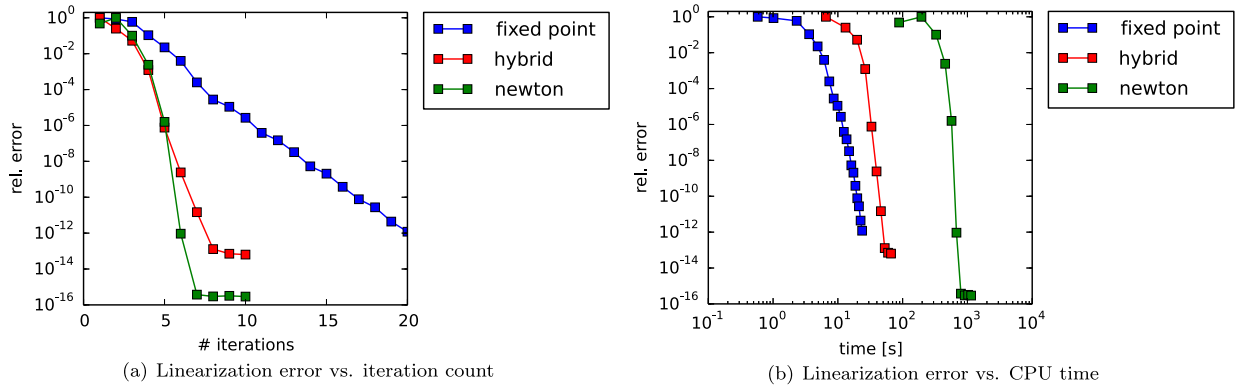 10^0
10^-2
10^-4
10^-6
10^-8
10^-10
10^-12
10^-14
10^-16
rel. error
0 5 10 15 20
# iterations
fixed point
hybrid
newton
(a) Linearization error vs. iteration count
10^0
10^-2
10^-4
10^-6
10^-8
10^-10
10^-12
10^-14
10^-16
rel. error
10^-1 10^0 10^1 10^2 10^3 10^4
time [s]
fixed point
hybrid
newton
(b) Linearization error vs. CPU time